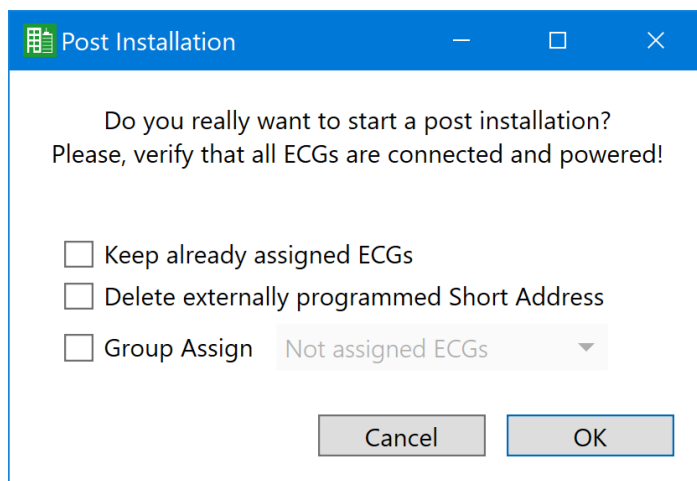 Post Installation
Do you really want to start a post installation?
Please, verify that all ECGs are connected and powered!
Keep already assigned ECGs
Delete externally programmed Short Address
Group Assign Not assigned ECGs
Cancel OK